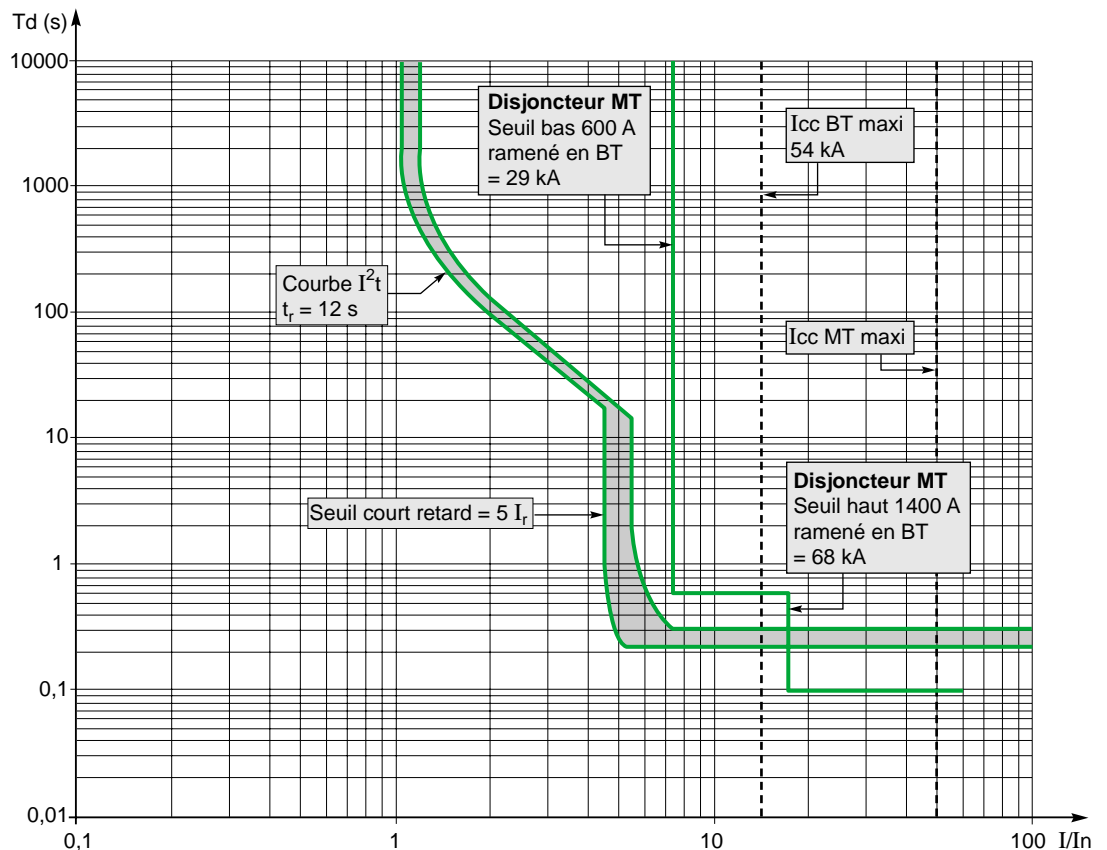 Td (s)
10000
1000
100
10
1
0,1
0,01
0,1
1
10
100
I/In
Disjoncteur MT
Seuil bas 600 A
ramené en BT
= 29 kA
Icc BT maxi
54 kA
Courbe I²t
tr = 12 s
Icc MT maxi
Seuil court retard = 5 Ir
Disjoncteur MT
Seuil haut 1400 A
ramené en BT
= 68 kA